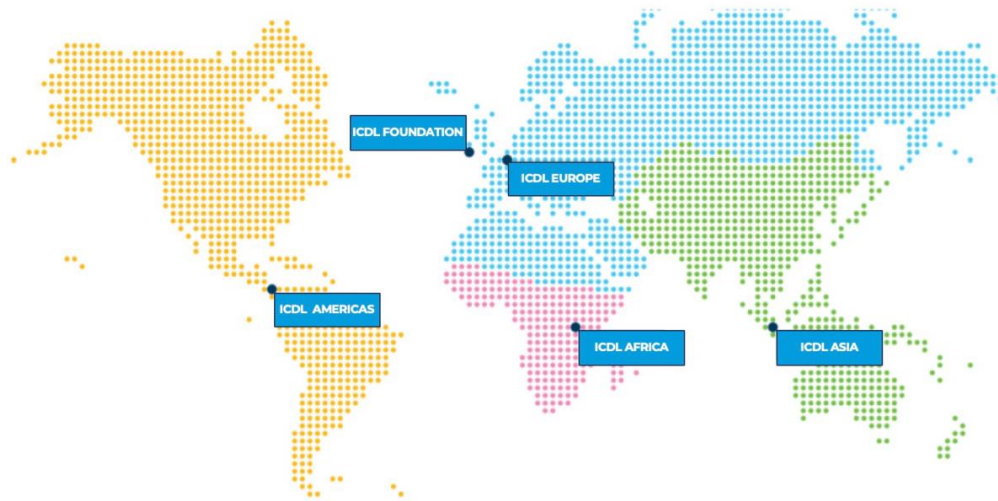 ICDL FOUNDATION
ICDL EUROPE
ICDL AMERICAS
ICDL AFRICA
ICDL ASIA